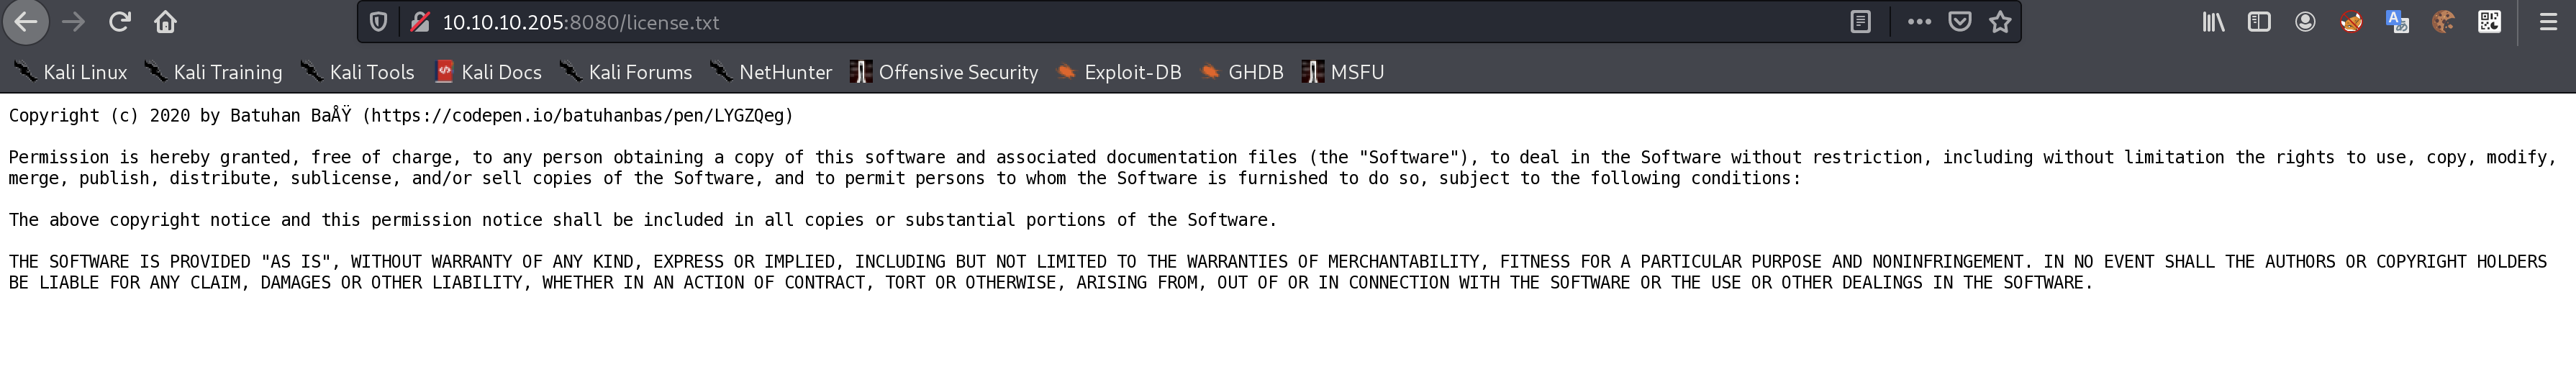 10.10.10.205:8080/license.txt
Kali Linux Kali Training Kali Tools Kali Docs Kali Forums NetHunter Offensive Security Exploit-DB GHDB MSFU
Copyright (c) 2020 by Batuhan BaÅŸ (https://codepen.io/batuhanbas/pen/LYGZQeg)
Permission is hereby granted, free of charge, to any person obtaining a copy of this software and associated documentation files (the "Software"), to deal in the Software without restriction, including without limitation the rights to use, copy, modify,
merge, publish, distribute, sublicense, and/or sell copies of the Software, and to permit persons to whom the Software is furnished to do so, subject to the following conditions:
The above copyright notice and this permission notice shall be included in all copies or substantial portions of the Software.
THE SOFTWARE IS PROVIDED "AS IS", WITHOUT WARRANTY OF ANY KIND, EXPRESS OR IMPLIED, INCLUDING BUT NOT LIMITED TO THE WARRANTIES OF MERCHANTABILITY, FITNESS FOR A PARTICULAR PURPOSE AND NONINFRINGEMENT. IN NO EVENT SHALL THE AUTHORS OR COPYRIGHT HOLDERS
BE LIABLE FOR ANY CLAIM, DAMAGES OR OTHER LIABILITY, WHETHER IN AN ACTION OF CONTRACT, TORT OR OTHERWISE, ARISING FROM, OUT OF OR IN CONNECTION WITH THE SOFTWARE OR THE USE OR OTHER DEALINGS IN THE SOFTWARE.